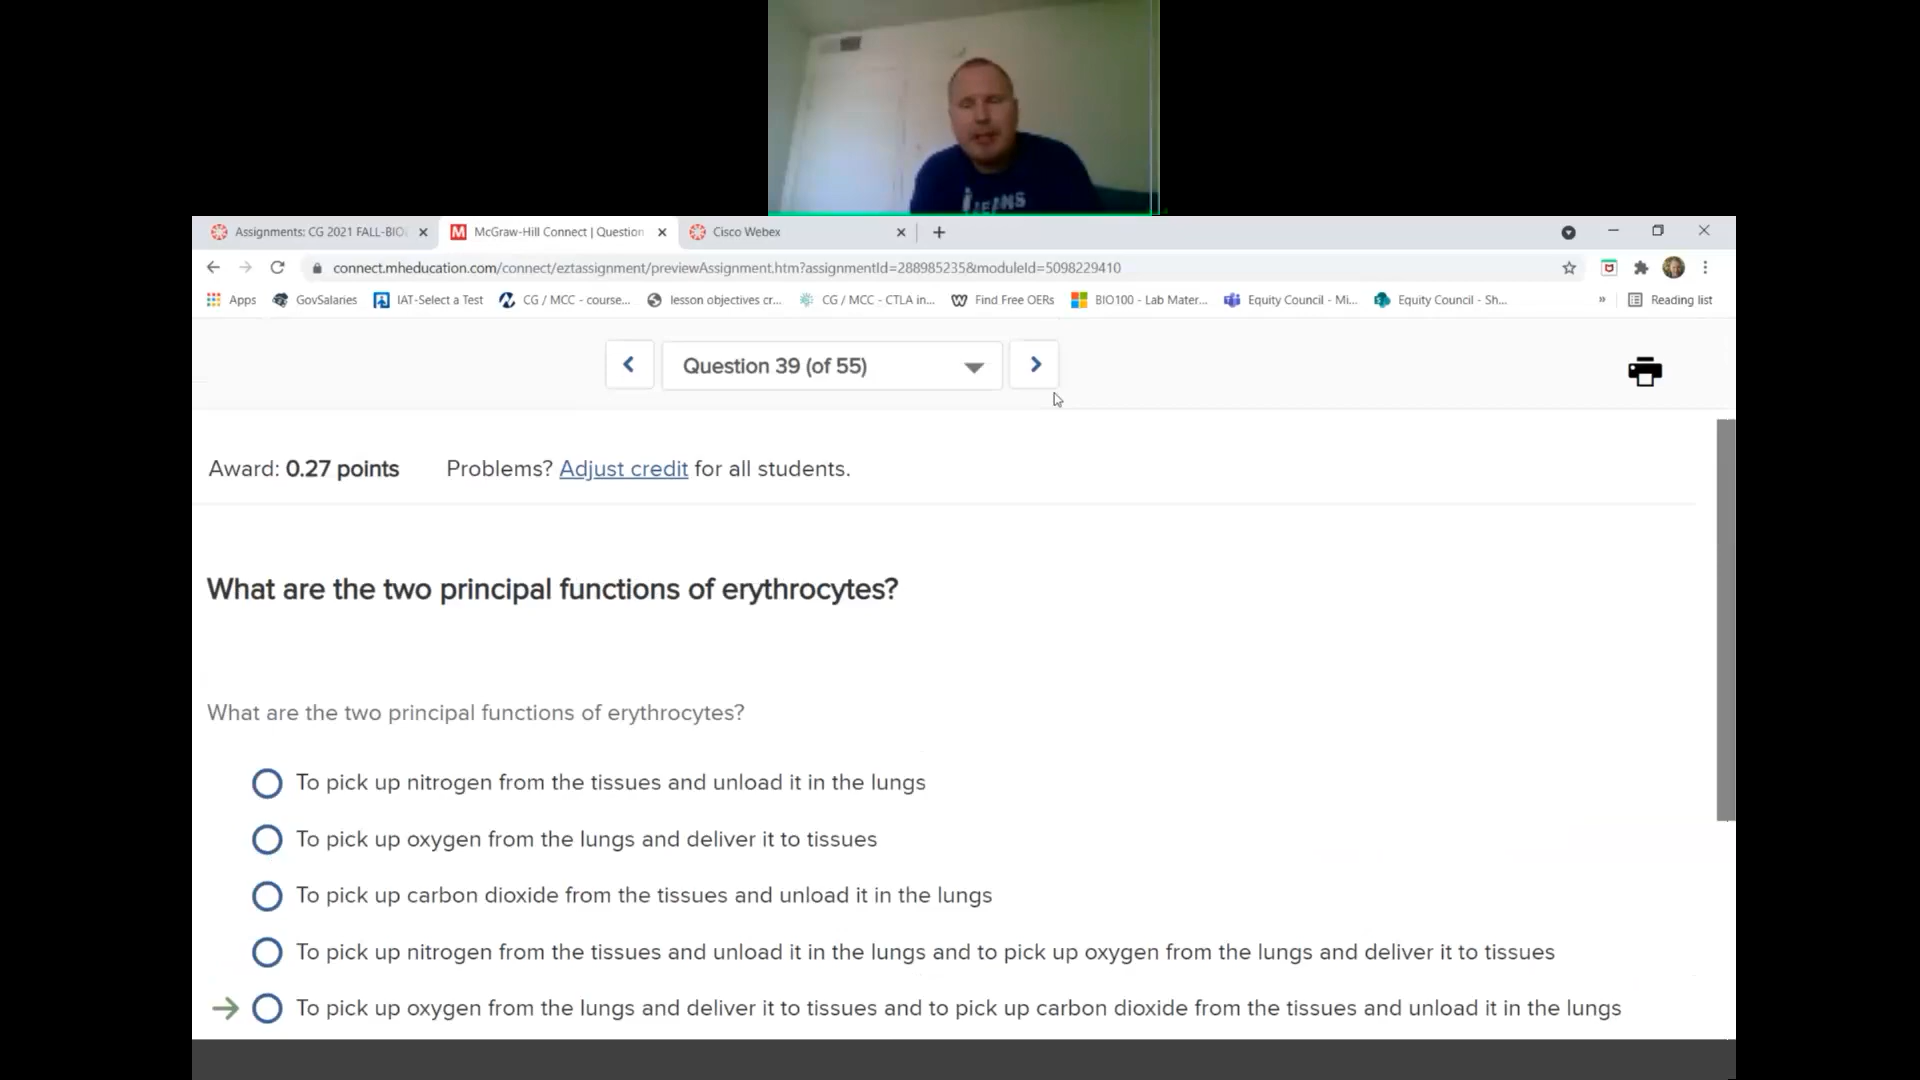 JEANS
Assignments: CG 2021 FALL-BIO
McGraw-Hill Connect | Question
Cisco Webex
connect.mheducation.com/connect/eztassignment/previewAssignment.htm?assignmentId=288985235&moduleId=5098229410
Apps GovSalaries IAT-Select a Test CG / MCC - course... lesson objectives cr... CG / MCC - CTLA in... Find Free OERs BIO100 - Lab Mater... Equity Council - Mi... Equity Council - Sh... » Reading list
Question 39 (of 55)
Award: 0.27 points Problems? Adjust credit for all students.
What are the two principal functions of erythrocytes?
What are the two principal functions of erythrocytes?
To pick up nitrogen from the tissues and unload it in the lungs
To pick up oxygen from the lungs and deliver it to tissues
To pick up carbon dioxide from the tissues and unload it in the lungs
To pick up nitrogen from the tissues and unload it in the lungs and to pick up oxygen from the lungs and deliver it to tissues
To pick up oxygen from the lungs and deliver it to tissues and to pick up carbon dioxide from the tissues and unload it in the lungs